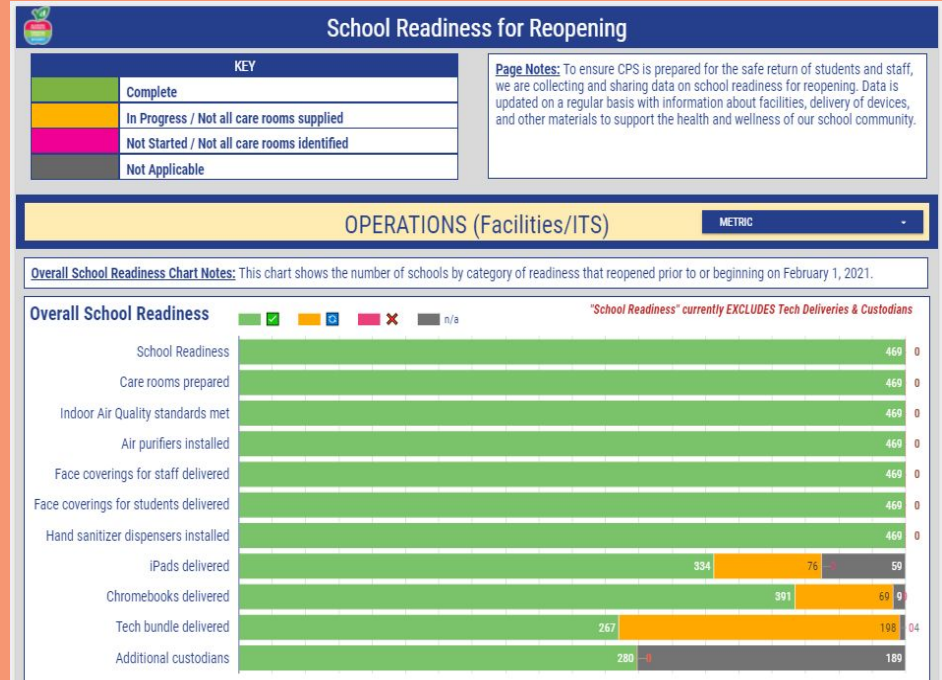 School Readiness for Reopening
KEY
Complete
In Progress / Not all care rooms supplied
Not Started / Not all care rooms identified
Not Applicable
Page Notes: To ensure CPS is prepared for the safe return of students and staff,
we are collecting and sharing data on school readiness for reopening. Data is
updated on a regular basis with information about facilities, delivery of devices,
and other materials to support the health and wellness of our school community.
OPERATIONS (Facilities/ITS)
METRIC
Overall School Readiness Chart Notes: This chart shows the number of schools by category of readiness that reopened prior to or beginning on February 1, 2021.
Overall School Readiness
n/a
"School Readiness" currently EXCLUDES Tech Deliveries & Custodians
School Readiness 469 0
Care rooms prepared 469 0
Indoor Air Quality standards met 469 0
Air purifiers installed 469 0
Face coverings for staff delivered 469 0
Face coverings for students delivered 469 0
Hand sanitizer dispensers installed 469 0
iPads delivered 334 76 59
Chromebooks delivered 391 69 9
Tech bundle delivered 267 198
Additional custodians 280 189